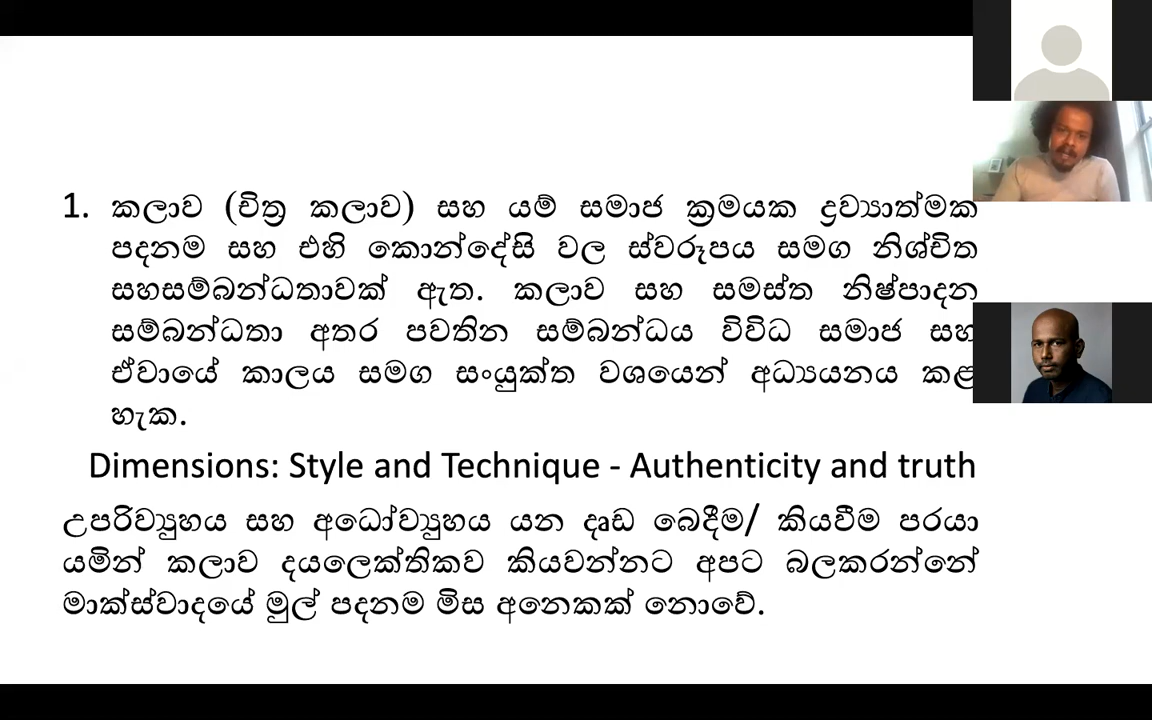 1. කලාව (චිත්‍ර කලාව) සහ යම් සමාජ ක්‍රමයක ද්‍රව්‍යාත්මක
පදනම සහ එහි කොන්දේසි වල ස්වරූපය සමග නිශ්චිත
සහසම්බන්ධතාවක් ඇත. කලාව සහ සමස්ත නිෂ්පාදන
සම්බන්ධතා අතර පවතින සම්බන්ධය විවිධ සමාජ සහ
ඒවායේ කාලය සමග සංයුක්ත වශයෙන් අධ්‍යයනය කළ
හැක.
Dimensions: Style and Technique - Authenticity and truth
උපරිව්‍යුහය සහ අධෝව්‍යුහය යන දෘඩ බෙදීම/ කියවීම පරයා
යමින් කලාව දයලෙක්තිකව කියවන්නට අපට බලකරන්නේ
මාක්ස්වාදයේ මුල් පදනම මිස අනෙකක් නොවේ.